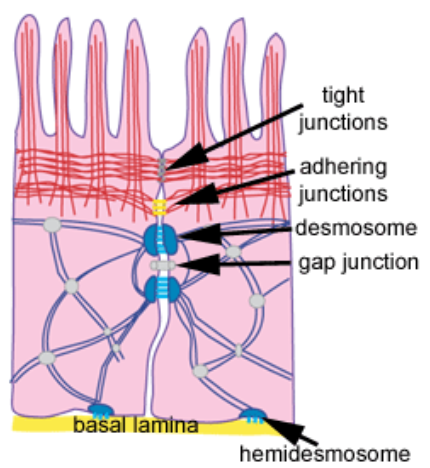 tight
junctions
adhering
junctions
desmosome
gap junction
basal lamina
hemidesmosome